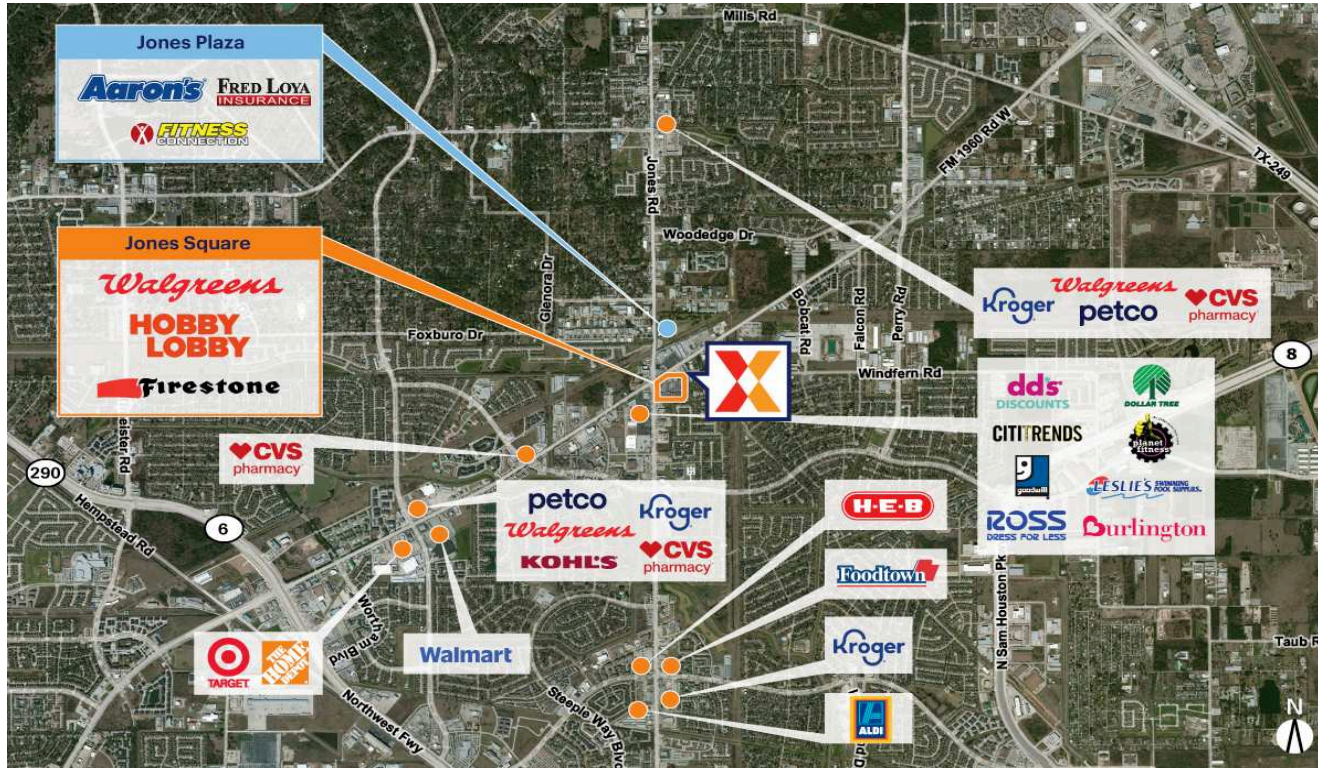 Mills Rd
Jones Plaza
Aaron's
FRED LOYA
INSURANCE
FITNESS
CONNECTION
Jones Rd
FM 1960 Rd W
TX-249
Woodedge Dr
Jones Square
Walgreens
HOBBY
LOBBY
Firestone
Glenora Dr
Foxburo Dr
Bobcat Rd
Falcon Rd
Perry Rd
Windfern Rd
Kroger
Walgreens
petco
CVS
pharmacy
8
dd's
DISCOUNTS
DOLLAR TREE
CITITRENDS
planet
fitness
goodwill
LESLIE'S SWIMMING
POOL SUPPLIES.
ROSS
DRESS FOR LESS
Burlington
CVS
pharmacy
290
eister Rd
Hempstead Rd
6
petco
Kroger
Walgreens
KOHL'S
CVS
pharmacy
H-E-B
Foodtown
Kroger
ALDI
N Sam Houston Pk
Taub R
TARGET
THE
HOME
DEPOT
Walmart
Northwest Fwy
Steeple Way Blvd
N